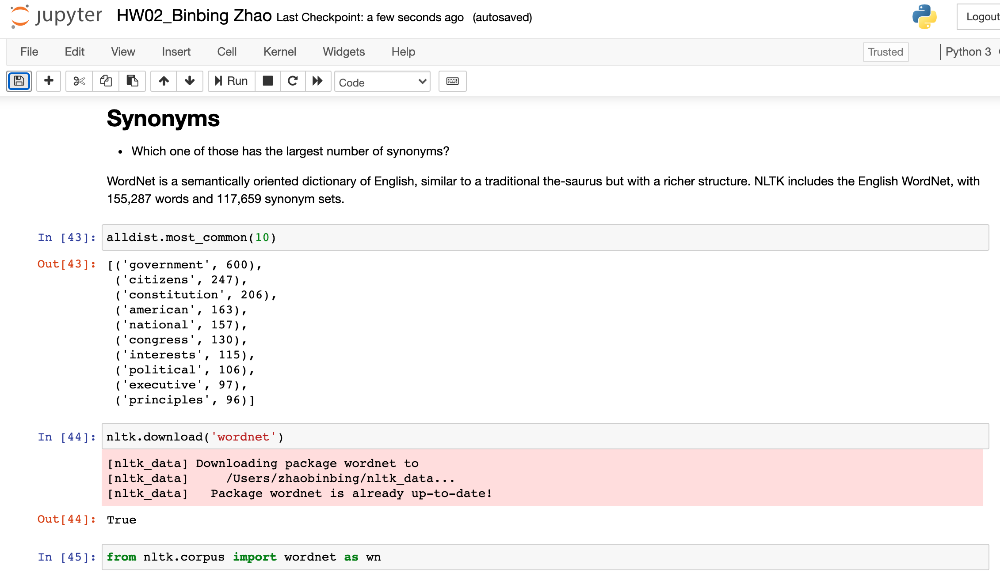 jupyter HW02_Binbing Zhao Last Checkpoint: a few seconds ago (autosaved)
Logout
File Edit View Insert Cell Kernel Widgets Help
Trusted
Python 3
Run
Code
Synonyms
• Which one of those has the largest number of synonyms?
WordNet is a semantically oriented dictionary of English, similar to a traditional the-saurus but with a richer structure. NLTK includes the English WordNet, with
155,287 words and 117,659 synonym sets.
In [43]: alldist.most_common(10)
Out[43]: [('government', 600),
('citizens', 247),
('constitution', 206),
('american', 163),
('national', 157),
('congress', 130),
('interests', 115),
('political', 106),
('executive', 97),
('principles', 96)]
In [44]: nltk.download('wordnet')
[nltk_data] Downloading package wordnet to
[nltk_data]     /Users/zhaobinbing/nltk_data...
[nltk_data]   Package wordnet is already up-to-date!
Out[44]: True
In [45]: from nltk.corpus import wordnet as wn